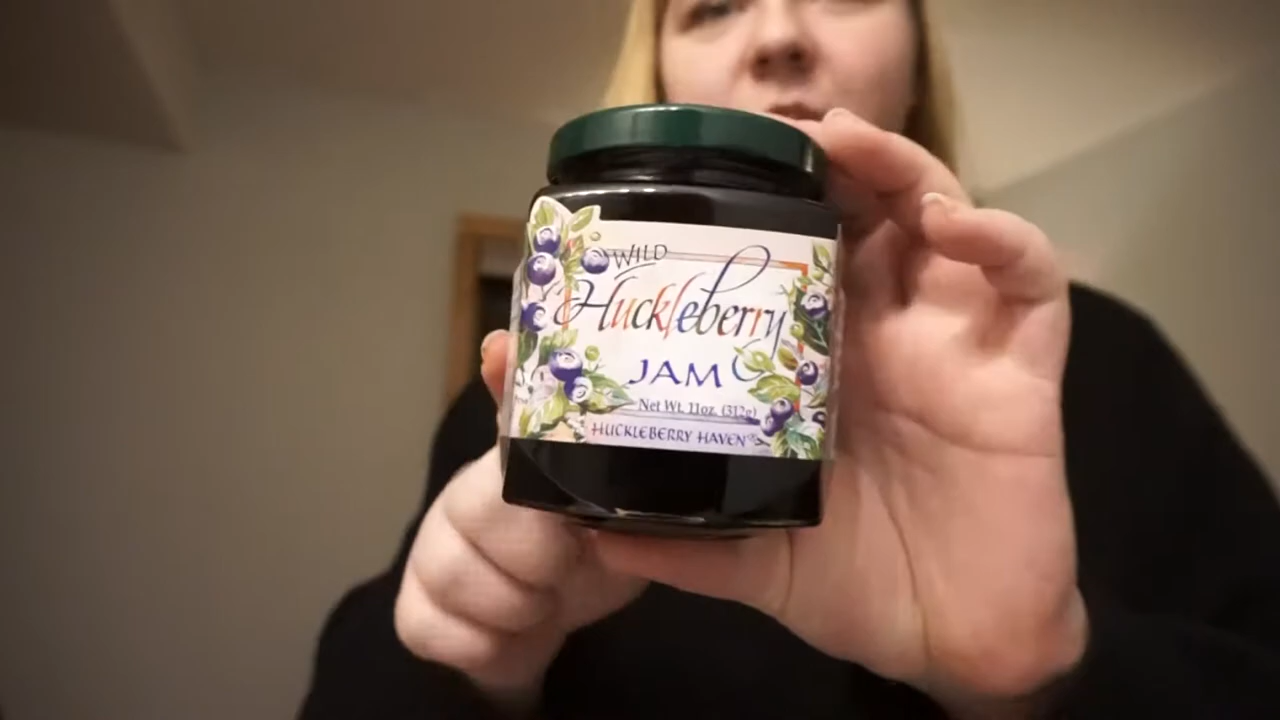 WILD
Huckleberry
JAM
Net Wt. 11oz. (312g)
HUCKLEBERRY HAVEN®